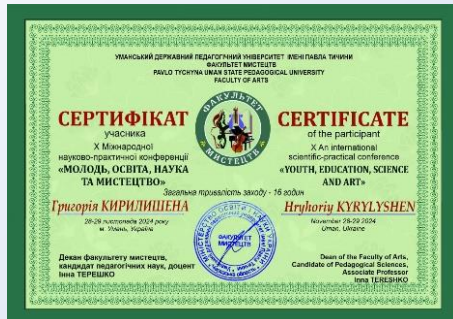 УМАНСЬКИЙ ДЕРЖАВНИЙ ПЕДАГОГІЧНИЙ УНІВЕРСИТЕТ ІМЕНІ ПАВЛА ТИЧИНИ
ФАКУЛЬТЕТ МИСТЕЦТВ
PAVLO TYCHYNA UMAN STATE PEDAGOGICAL UNIVERSITY
FACULTY OF ARTS
ФАКУЛЬТЕТ
МИСТЕЦТВ
СЕРТИФІКАТ
учасника
X Міжнародної
науково-практичної конференції
«МОЛОДЬ, ОСВІТА, НАУКА
ТА МИСТЕЦТВО»
CERTIFICATE
of the participant
X An international
scientific-practical conference
«YOUTH, EDUCATION, SCIENCE
AND ART»
Загальна тривалість заходу - 16 годин
Григорія КИРИЛИШЕНА
28-29 листопада 2024 року
м. Умань, Україна
Hryhoriy KYRYLYSHEN
November 28-29 2024
Uman, Ukraine
ФАКУЛЬТЕТ
МИСТЕЦТВ
Декан факультету мистецтв,
кандидат педагогічних наук, доцент
Інна ТЕРЕШКО
Dean of the Faculty of Arts,
Candidate of Pedagogical Sciences,
Associate Professor
Inna TERESHKO